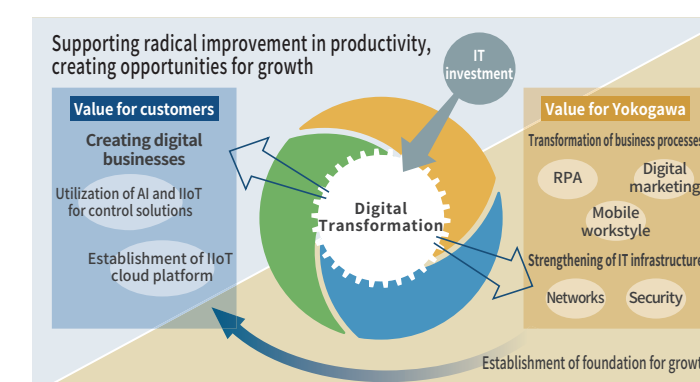 Supporting radical improvement in productivity,
creating opportunities for growth
IT
investment
Value for customers
Creating digital
businesses
Utilization of AI and IIoT
for control solutions
Establishment of IIoT
cloud platform
Digital
Transformation
Value for Yokogawa
Transformation of business processes
RPA
Digital
marketing
Mobile
workstyle
Strengthening of IT infrastructure
Networks
Security
Establishment of foundation for growt